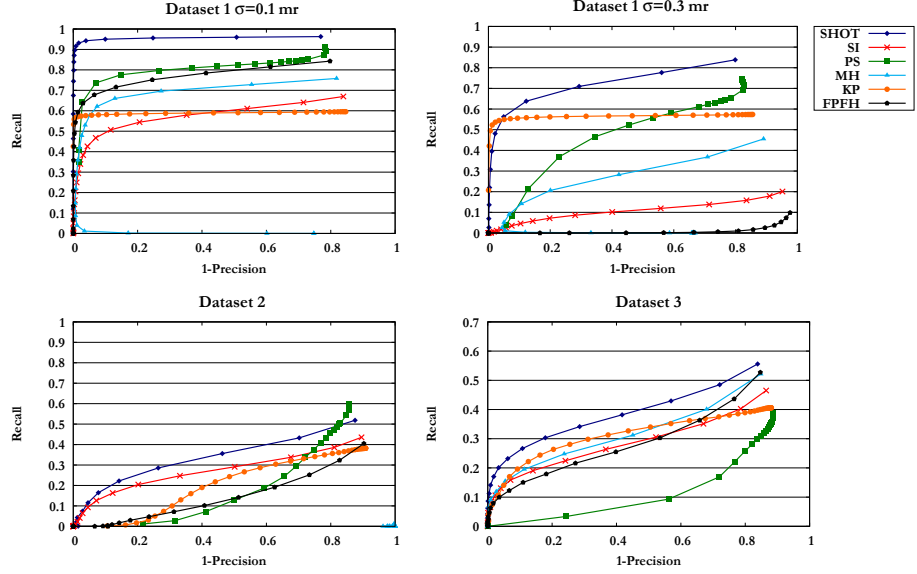 Dataset 1 σ=0.1 mr
1
0.9
0.8
0.7
0.6
0.5
0.4
0.3
0.2
0.1
0
Recall
0 0.2 0.4 0.6 0.8 1
1-Precision
Dataset 1 σ=0.3 mr
1
0.9
0.8
0.7
0.6
0.5
0.4
0.3
0.2
0.1
0
Recall
0 0.2 0.4 0.6 0.8 1
1-Precision
SHOT
SI
PS
MH
KP
FPFH
Dataset 2
1
0.9
0.8
0.7
0.6
0.5
0.4
0.3
0.2
0.1
0
Recall
0 0.2 0.4 0.6 0.8 1
1-Precision
Dataset 3
0.7
0.6
0.5
0.4
0.3
0.2
0.1
0
Recall
0 0.2 0.4 0.6 0.8 1
1-Precision